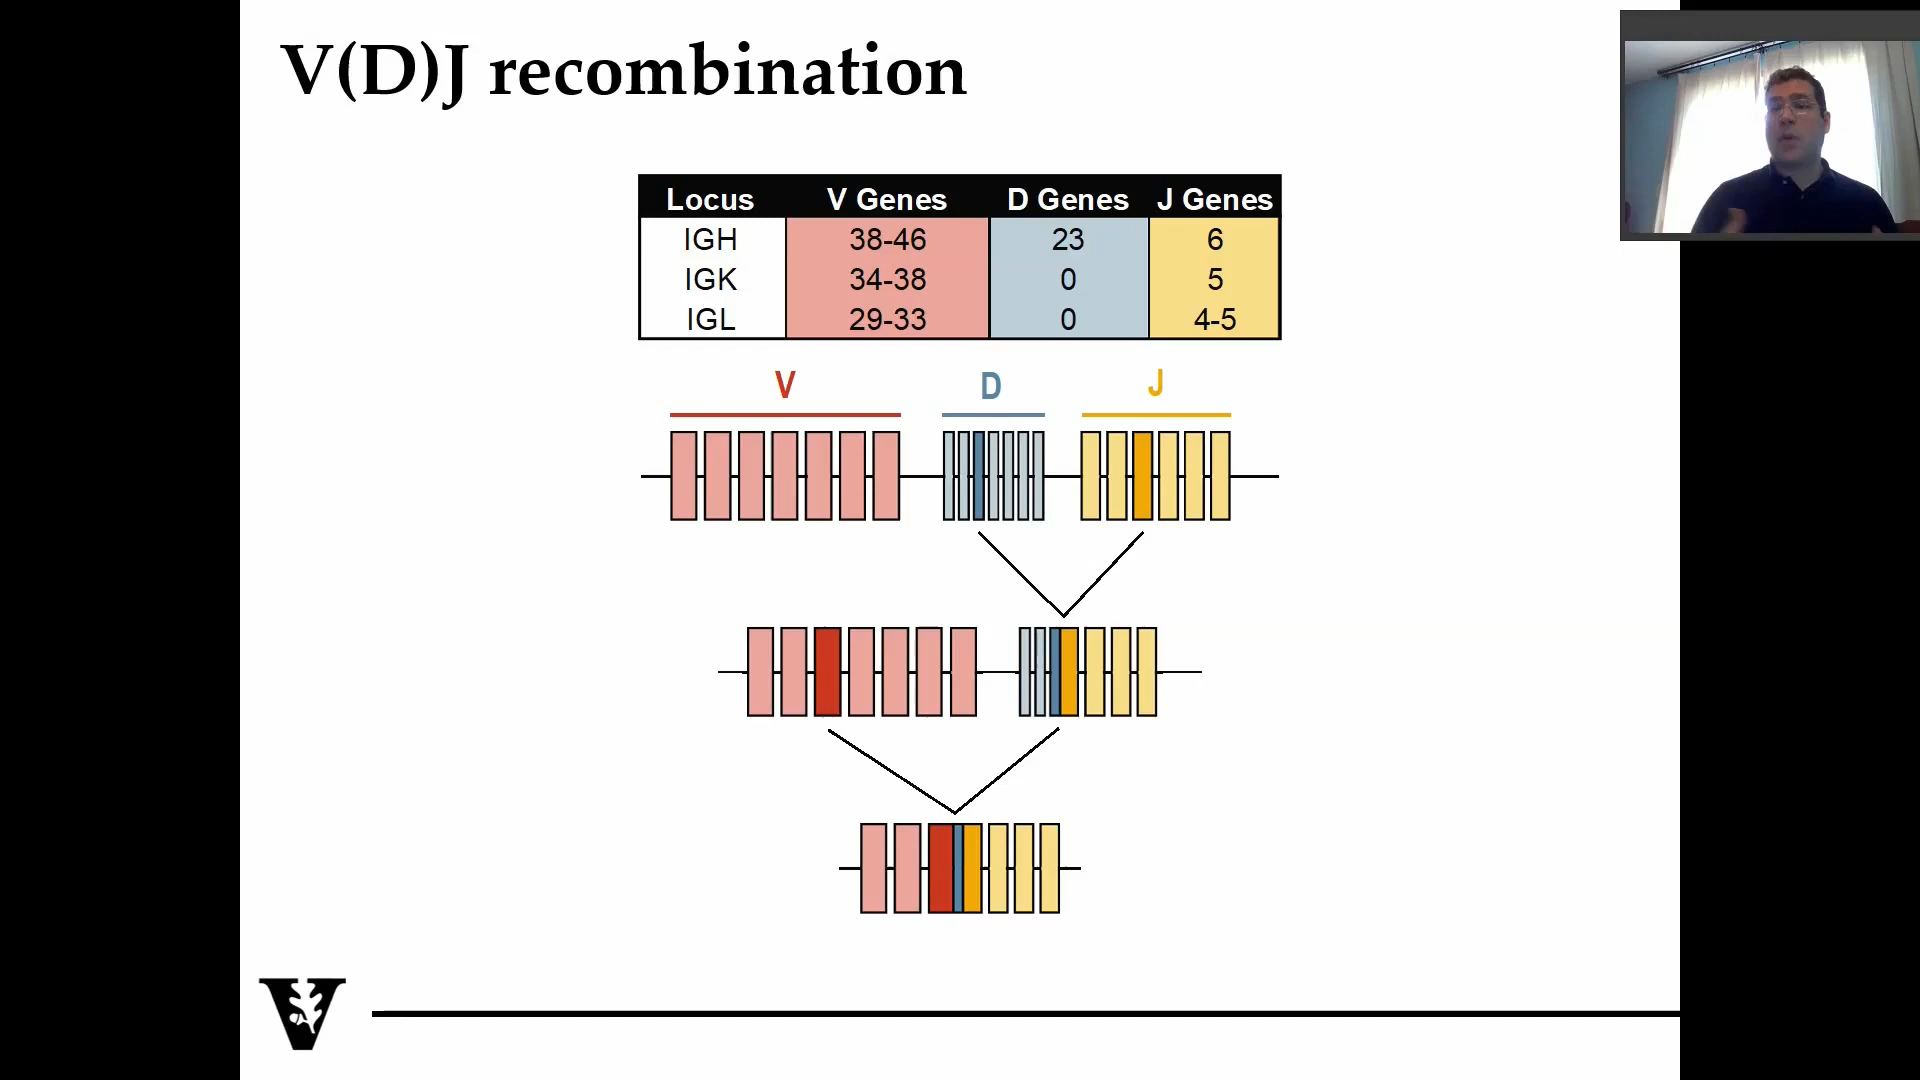 V(D)J recombination
Locus V Genes D Genes J Genes
IGH 38-46 23 6
IGK 34-38 0 5
IGL 29-33 0 4-5
V D J
V